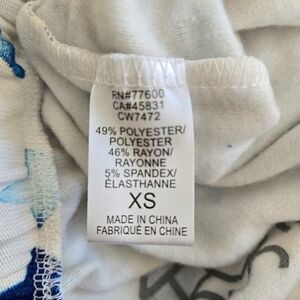 RN#77600
CA#45831
CW7472
49% POLYESTER/
POLYESTER
46% RAYON/
RAYONNE
5% SPANDEX/
ÉLASTHANNE
XS
MADE IN CHINA
FABRIQUÉ EN CHINE